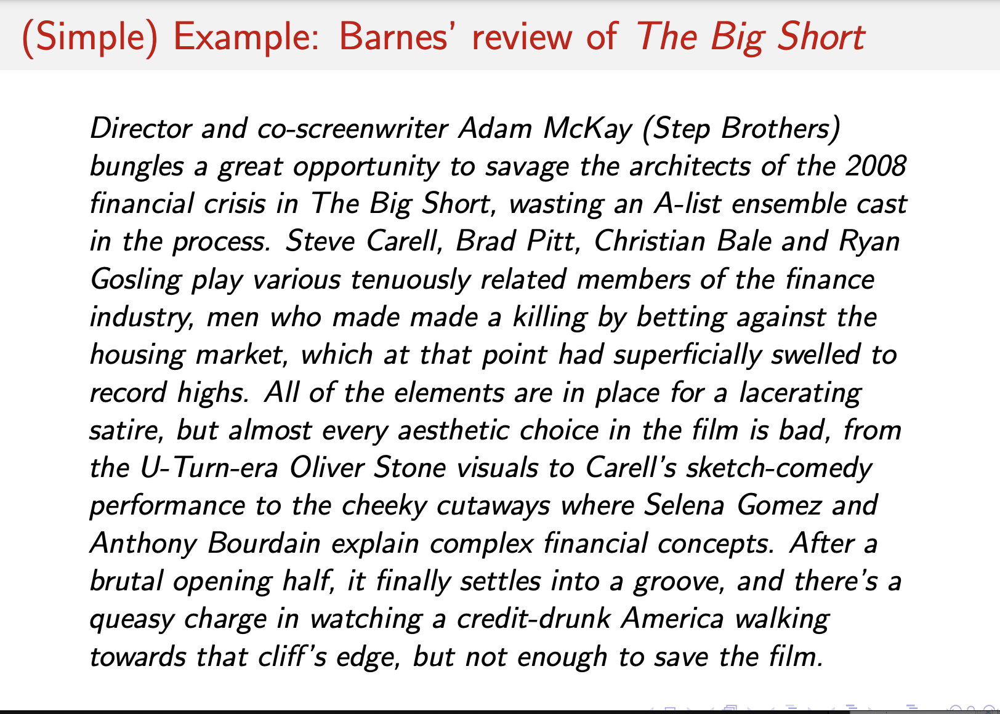 (Simple) Example: Barnes’ review of The Big Short
Director and co-screenwriter Adam McKay (Step Brothers)
bungles a great opportunity to savage the architects of the 2008
financial crisis in The Big Short, wasting an A-list ensemble cast
in the process. Steve Carell, Brad Pitt, Christian Bale and Ryan
Gosling play various tenuously related members of the finance
industry, men who made made a killing by betting against the
housing market, which at that point had superficially swelled to
record highs. All of the elements are in place for a lacerating
satire, but almost every aesthetic choice in the film is bad, from
the U-Turn-era Oliver Stone visuals to Carell’s sketch-comedy
performance to the cheeky cutaways where Selena Gomez and
Anthony Bourdain explain complex financial concepts. After a
brutal opening half, it finally settles into a groove, and there’s a
queasy charge in watching a credit-drunk America walking
towards that cliff’s edge, but not enough to save the film.